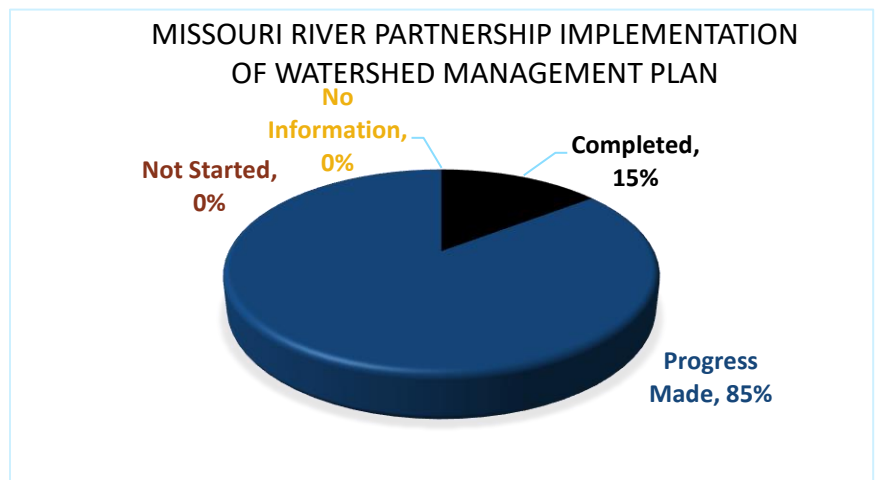 MISSOURI RIVER PARTNERSHIP IMPLEMENTATION
OF WATERSHED MANAGEMENT PLAN
No
Information,
0%
Not Started,
0%
Completed,
15%
Progress
Made, 85%